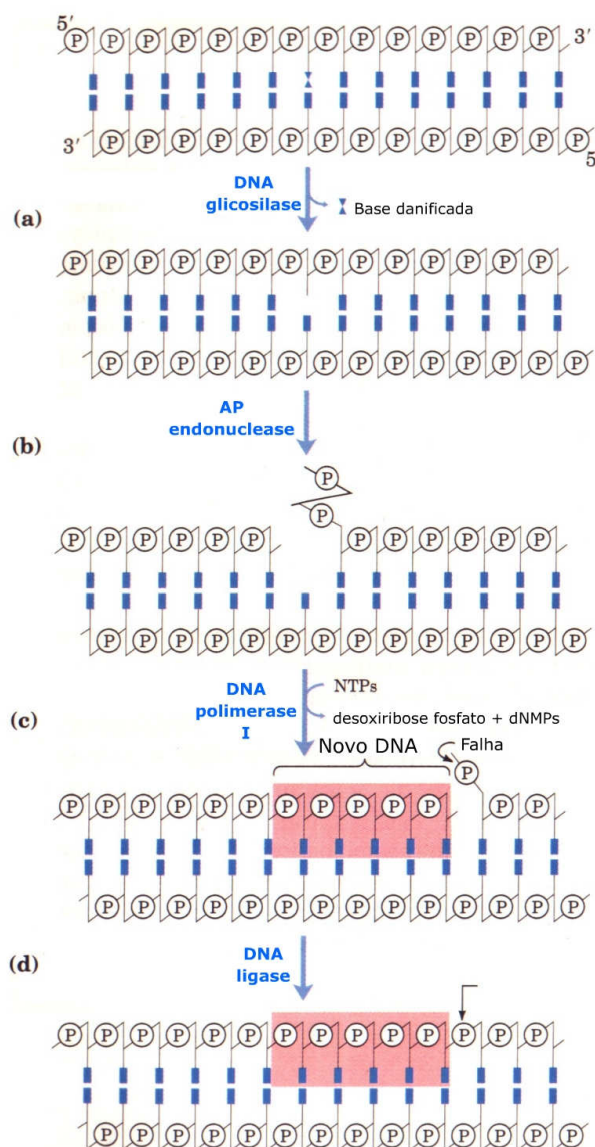 5'
P P P P P P P P P P P P P P
3'
3'
P P P P P P P P P P P P P P
5'
DNA
glicosilase
Base danificada
(a)
P P P P P P P P P P P P P P
P P P P P P P P P P P P P P
AP
endonuclease
(b)
P
P
P P P P P P P P P P P P
P P P P P P P P P P P P P P
DNA
polimerase
I
NTPs
desoxiribose fosfato + dNMPs
(c)
Novo DNA
Falha
P
P P P P P P P P P P P P P
P P P P P P P P P P P P P P
DNA
ligase
(d)
P P P P P P P P P P P P P P
P P P P P P P P P P P P P P